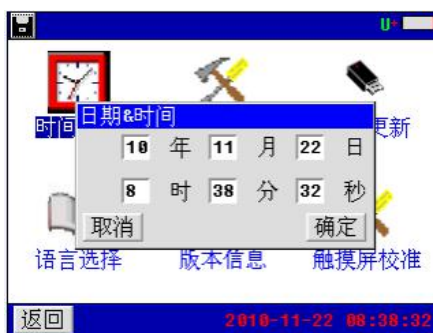 U+
时间
更新
日期&时间
10 年 11 月 22 日
8 时 38 分 32 秒
取消 确定
语言选择 版本信息 触摸屏校准
返回 2010-11-22 08:38:32